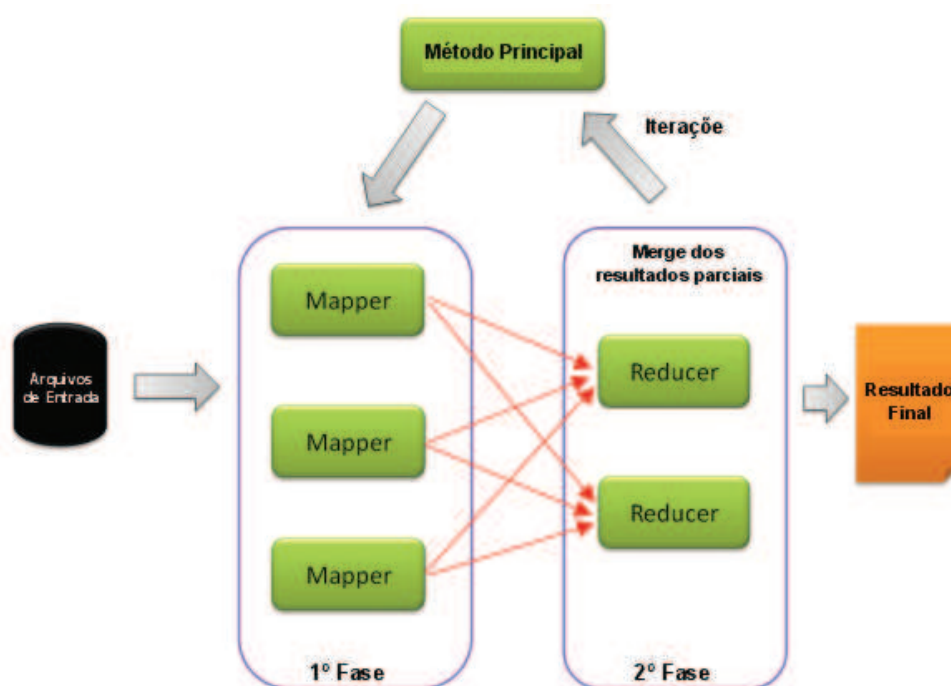 Método Principal
Iteraçõe
Merge dos
resultados parciais
Mapper
Mapper
Mapper
Reducer
Reducer
Arquivos
de Entrada
Resultado
Final
1º Fase
2º Fase